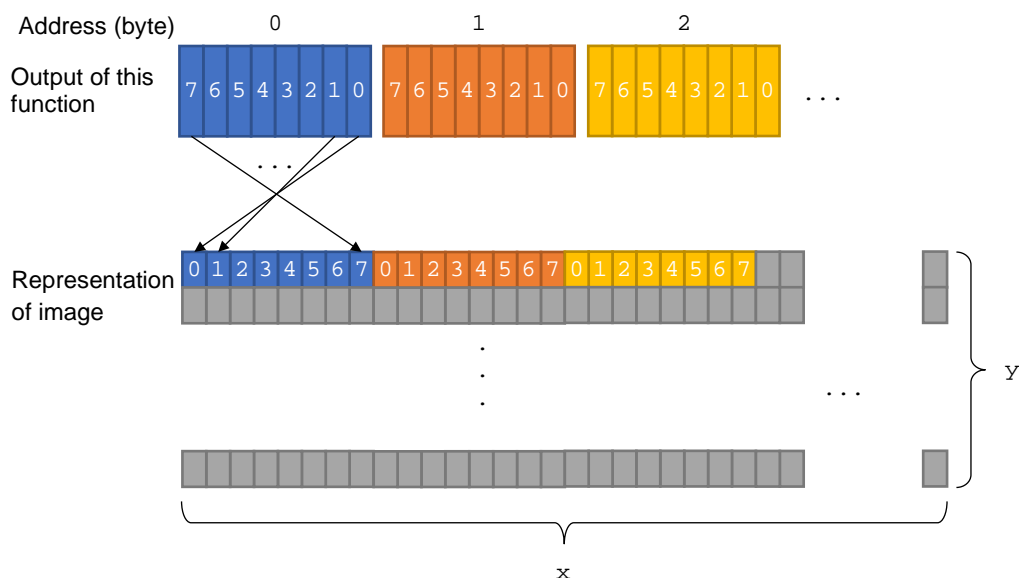 Address (byte) 0 1 2
Output of this function
7 6 5 4 3 2 1 0 7 6 5 4 3 2 1 0 7 6 5 4 3 2 1 0 ...
...
0 1 2 3 4 5 6 7 0 1 2 3 4 5 6 7 0 1 2 3 4 5 6 7
Representation
of image
...
...
y
x